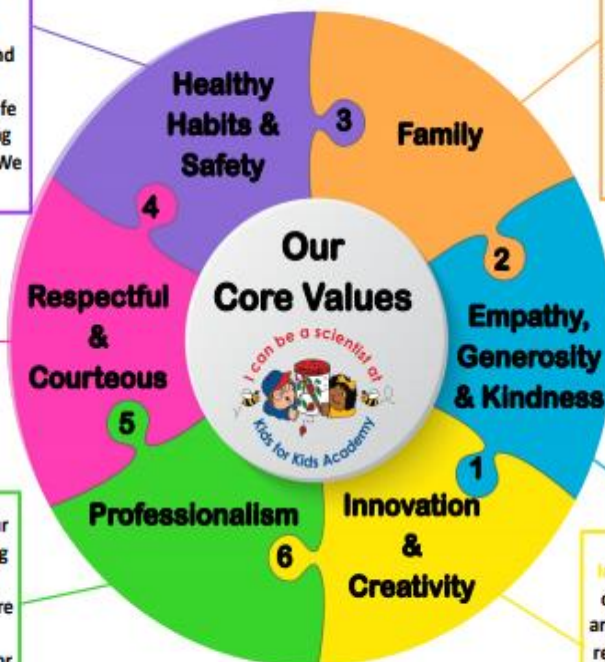 Healthy
Habits &
Safety
3
Family
4
2
Our
Core Values
I can be a scientist at
Kids for Kids Academy
Respectful
&
Courteous
Empathy,
Generosity
& Kindness
5
1
Professionalism
6
Innovation
&
Creativity
We